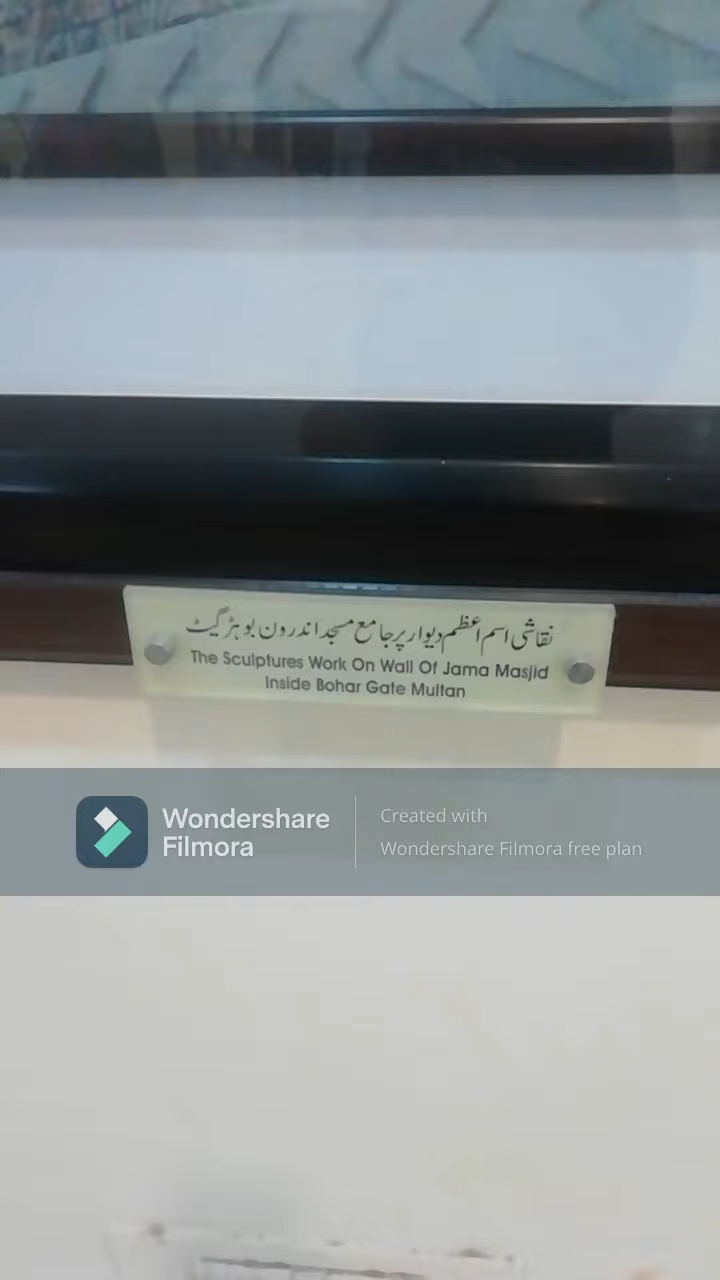 نقاشی اسم اعظم دیوار پر جامع مسجد اندرون بوہڑ گیٹ
The Sculptures Work On Wall Of Jama Masjid
Inside Bohar Gate Multan
Wondershare
Filmora
Created with
Wondershare Filmora free plan